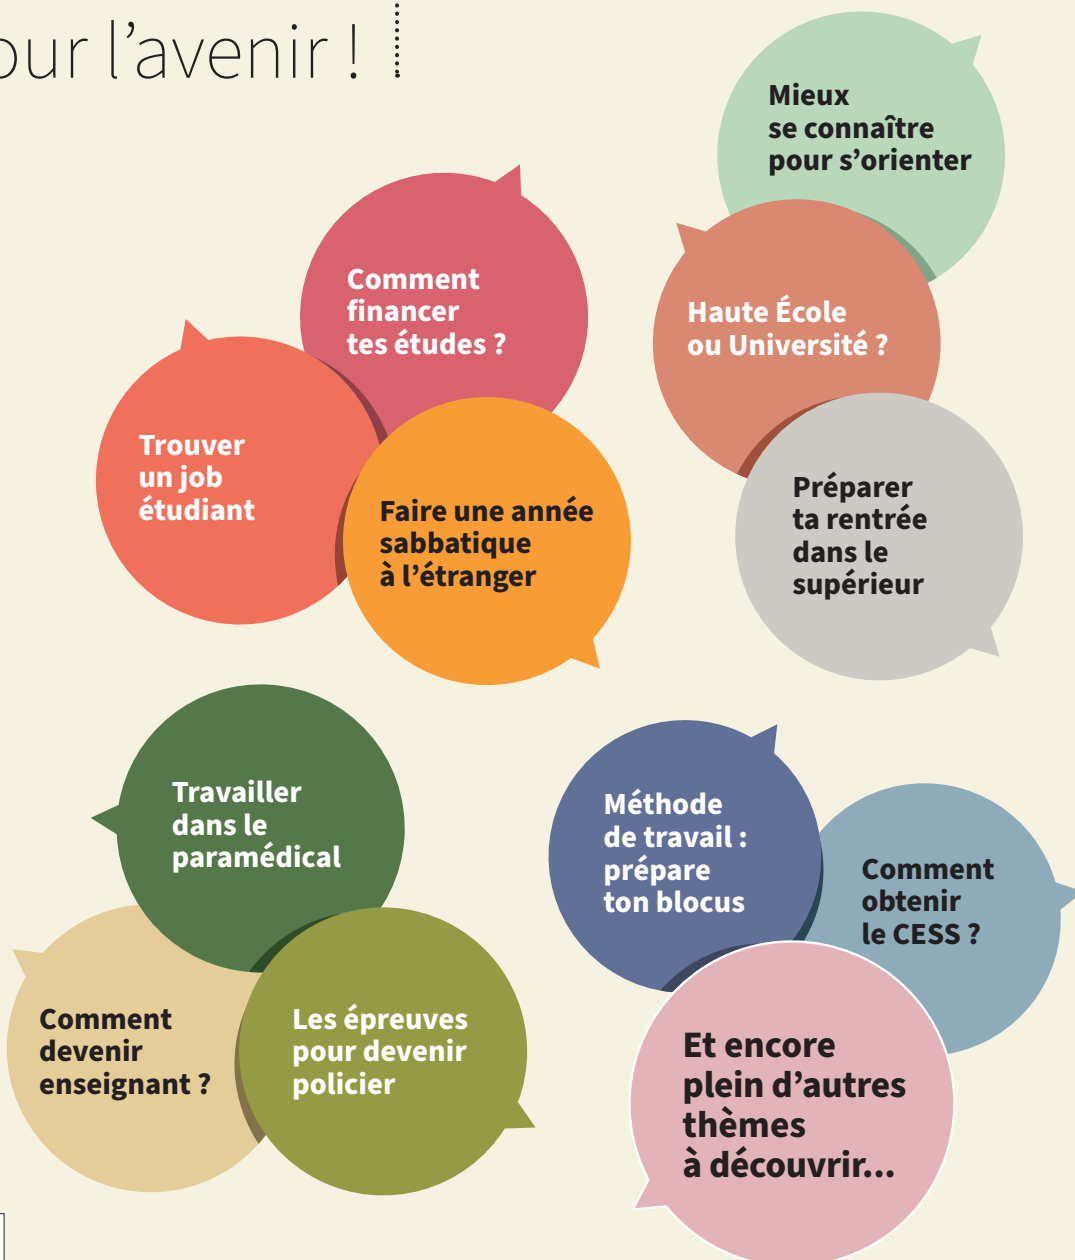 our l’avenir !
Mieux
se connaître
pour s’orienter
Comment
financer
tes études ?
Haute École
ou Université ?
Trouver
un job
étudiant
Faire une année
sabbatique
à l’étranger
Préparer
ta rentrée
dans le
supérieur
Travailler
dans le
paramédical
Méthode
de travail :
prépare
ton blocus
Comment
obtenir
le CESS ?
Comment
devenir
enseignant ?
Les épreuves
pour devenir
policier
Et encore
plein d’autres
thèmes
à découvrir...